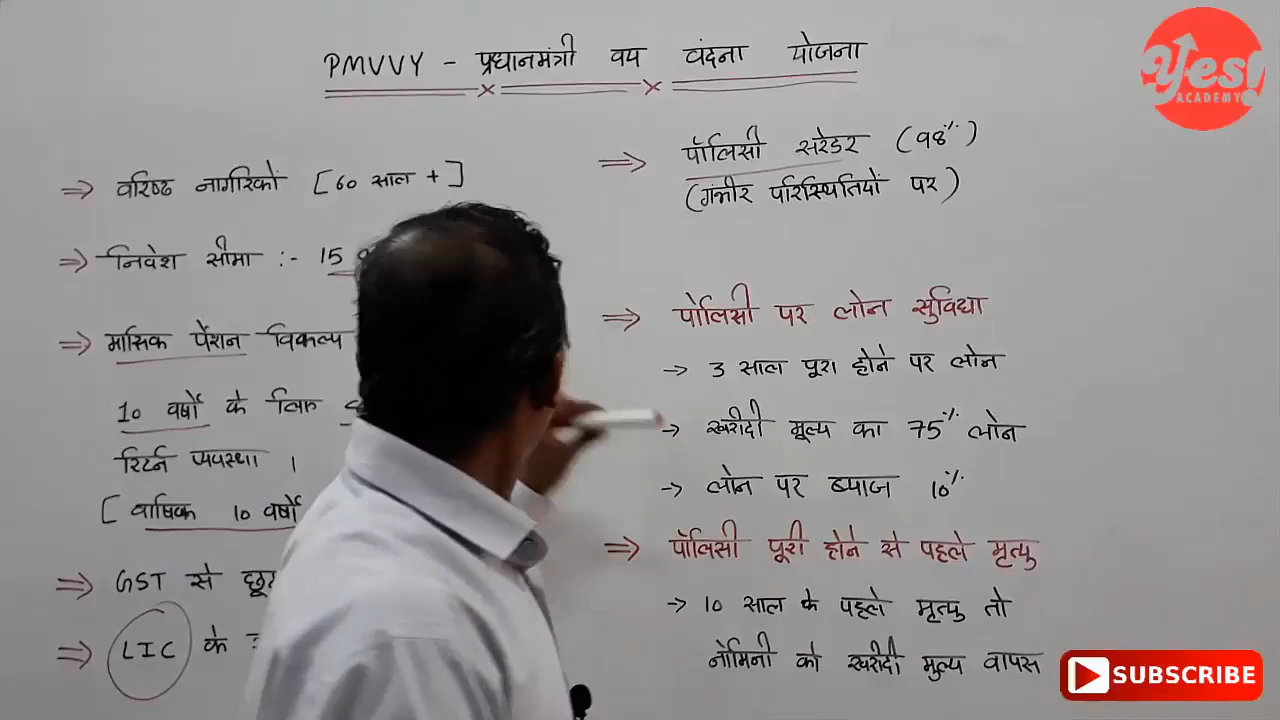 PMVVY - प्रधानमंत्री वय वंदना योजना
Yes!
ACADEMY
⇒ वरिष्ठ नागरिकों [60 साल +]
⇒ निवेश सीमा :- 15
⇒ मासिक पेंशन विकल्प
10 वर्षों के लिए
रिटर्न व्यवस्था ।
[ वार्षिक 10 वर्षों
⇒ GST से छूट
⇒ LIC के
⇒ पॉलिसी सरेंडर (98%)
(गंभीर परिस्थितियों पर)
⇒ पॉलिसी पर लोन सुविधा
→ 3 साल पूरा होने पर लोन
→ खरीदी मूल्य का 75% लोन
→ लोन पर ब्याज 10%
⇒ पॉलिसी पूरी होने से पहले मृत्यु
→ 10 साल के पहले मृत्यु तो
नोमिनी को खरीदी मुल्य वापस
SUBSCRIBE